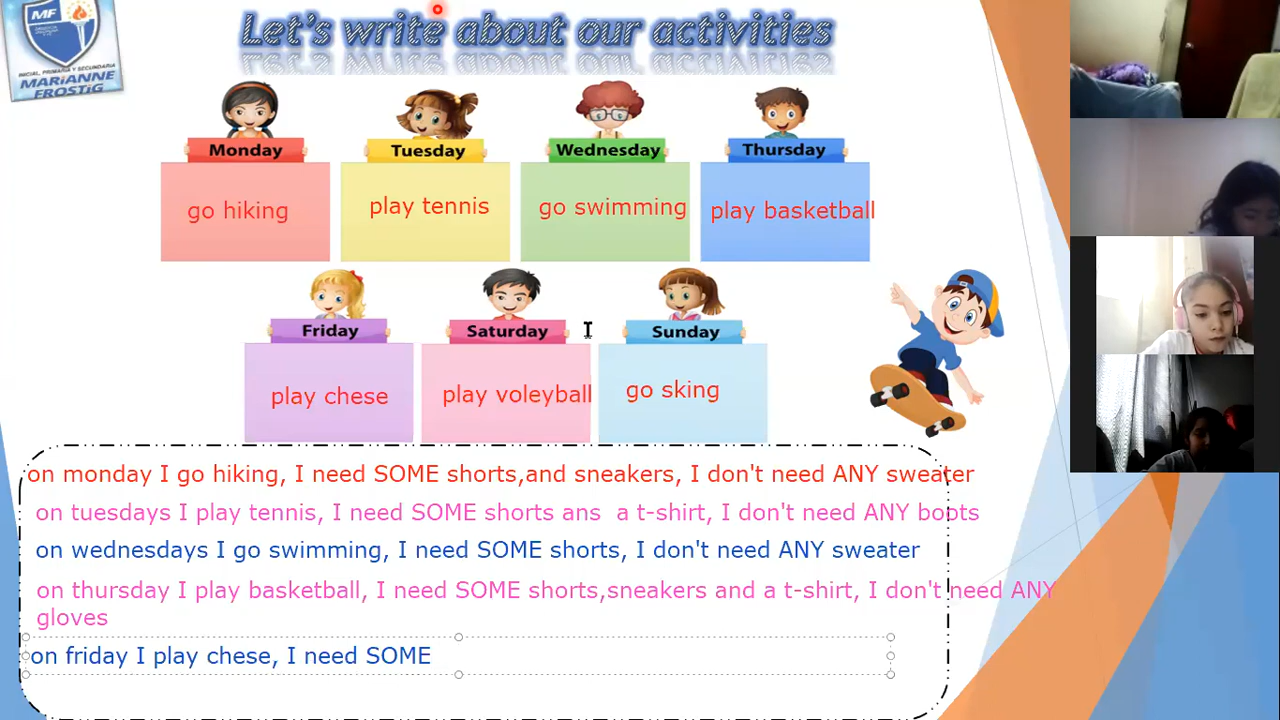 MF
INICIAL, PRIMARIA Y SECUNDARIA
MARIANNE
FROSTIG
Let's write about our activities
Monday
Tuesday
Wednesday
Thursday
go hiking
play tennis
go swimming
play basketball
Friday
Saturday
Sunday
play chese
play voleyball
go sking
on monday I go hiking, I need SOME shorts,and sneakers, I don't need ANY sweater
on tuesdays I play tennis, I need SOME shorts ans a t-shirt, I don't need ANY boots
on wednesdays I go swimming, I need SOME shorts, I don't need ANY sweater
on thursday I play basketball, I need SOME shorts,sneakers and a t-shirt, I don't need ANY
gloves
on friday I play chese, I need SOME